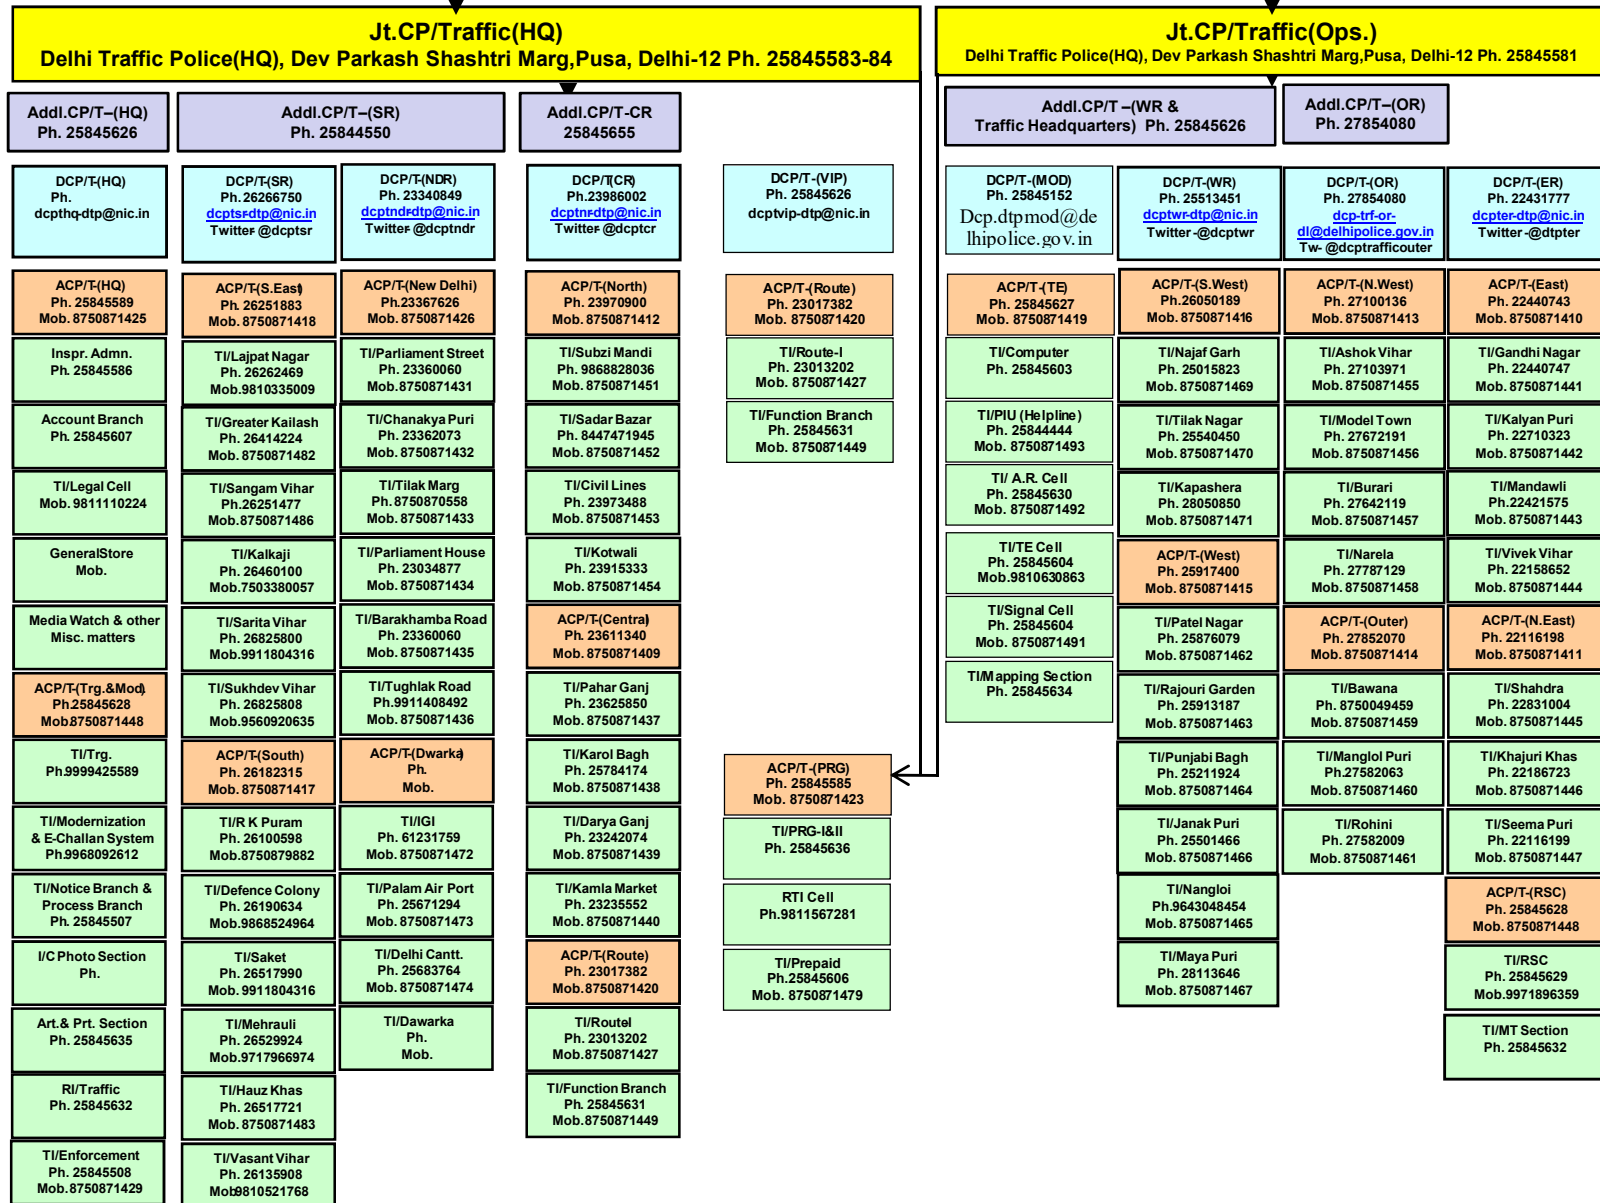 Jt.CP/Traffic(HQ)
Delhi Traffic Police(HQ), Dev Parkash Shashtri Marg,Pusa, Delhi-12 Ph. 25845583-84
Jt.CP/Traffic(Ops.)
Delhi Traffic Police(HQ), Dev Parkash Shashtri Marg,Pusa, Delhi-12 Ph. 25845581
Addl.CP/T–(HQ)
Ph. 25845626
Addl.CP/T–(SR)
Ph. 25844550
Addl.CP/T-CR
25845655
Addl.CP/T –(WR &
Traffic Headquarters) Ph. 25845626
Addl.CP/T–(OR)
Ph. 27854080
DCP/T-(HQ)
Ph.
dcpthq-dtp@nic.in
ACP/T-(HQ)
Ph. 25845589
Mob. 8750871425
Inspr. Admn.
Ph. 25845586
Account Branch
Ph. 25845607
TI/Legal Cell
Mob. 9811110224
GeneralStore
Mob.
Media Watch & other
Misc. matters
ACP/T-(Trg.&Mod)
Ph.25845628
Mob.8750871448
TI/Trg.
Ph.9999425589
TI/Modernization
& E-Challan System
Ph.9968092612
TI/Notice Branch &
Process Branch
Ph. 25845507
I/C Photo Section
Ph.
Art.& Prt. Section
Ph. 25845635
RI/Traffic
Ph. 25845632
TI/Enforcement
Ph. 25845508
Mob.8750871429
DCP/T-(SR)
Ph.26266750
dcptsr-dtp@nic.in
Twitter- @dcptsr
ACP/T-(S.East)
Ph. 26251883
Mob. 8750871418
TI/Lajpat Nagar
Ph. 26262469
Mob.9810335009
TI/Greater Kailash
Ph. 26414224
Mob. 8750871482
TI/Sangam Vihar
Ph.26251477
Mob.8750871486
TI/Kalkaji
Ph. 26460100
Mob.7503380057
TI/Sarita Vihar
Ph. 26825800
Mob.9911804316
TI/Sukhdev Vihar
Ph. 26825808
Mob.9560920635
ACP/T-(South)
Ph. 26182315
Mob. 8750871417
TI/R K Puram
Ph. 26100598
Mob.8750879882
TI/Defence Colony
Ph. 26190634
Mob.9868524964
TI/Saket
Ph. 26517990
Mob. 9911804316
TI/Mehrauli
Ph. 26529924
Mob.9717966974
TI/Hauz Khas
Ph. 26517721
Mob. 8750871483
TI/Vasant Vihar
Ph. 26135908
Mob9810521768
DCP/T-(NDR)
Ph. 23340849
dcptndr-dtp@nic.in
Twitter- @dcptndr
ACP/T-(New Delhi)
Ph.23367626
Mob. 8750871426
TI/Parliament Street
Ph. 23360060
Mob.8750871431
TI/Chanakya Puri
Ph. 23362073
Mob. 8750871432
TI/Tilak Marg
Ph.8750870558
Mob. 8750871433
TI/Parliament House
Ph. 23034877
Mob. 8750871434
TI/Barakhamba Road
Ph. 23360060
Mob. 8750871435
TI/Tughlak Road
Ph.9911408492
Mob. 8750871436
ACP/T-(Dwarka)
Ph.
Mob.
TI/IGI
Ph. 61231759
Mob. 8750871472
TI/Palam Air Port
Ph. 25671294
Mob. 8750871473
TI/Delhi Cantt.
Ph. 25683764
Mob. 8750871474
TI/Dawarka
Ph.
Mob.
DCP/T(CR)
Ph.23986002
dcptnr-dtp@nic.in
Twitter- @dcptcr
ACP/T-(North)
Ph. 23970900
Mob. 8750871412
TI/Subzi Mandi
Ph. 9868828036
Mob. 8750871451
TI/Sadar Bazar
Ph. 8447471945
Mob. 8750871452
TI/Civil Lines
Ph. 23973488
Mob. 8750871453
TI/Kotwali
Ph. 23915333
Mob. 8750871454
ACP/T-(Central)
Ph. 23611340
Mob. 8750871409
TI/Pahar Ganj
Ph. 23625850
Mob. 8750871437
TI/Karol Bagh
Ph. 25784174
Mob. 8750871438
TI/Darya Ganj
Ph. 23242074
Mob. 8750871439
TI/Kamla Market
Ph. 23235552
Mob. 8750871440
ACP/T-(Route)
Ph. 23017382
Mob.8750871420
TI/RouteI
Ph. 23013202
Mob.8750871427
TI/Function Branch
Ph. 25845631
Mob.8750871449
DCP/T-(VIP)
Ph. 25845626
dcptvip-dtp@nic.in
ACP/T-(Route)
Ph. 23017382
Mob. 8750871420
TI/Route-I
Ph. 23013202
Mob. 8750871427
TI/Function Branch
Ph. 25845631
Mob. 8750871449
ACP/T-(PRG)
Ph. 25845585
Mob. 8750871423
TI/PRG-I&II
Ph. 25845636
RTI Cell
Ph.9811567281
TI/Prepaid
Ph.25845606
Mob. 8750871479
DCP/T-(MOD)
Ph. 25845152
Dcp.dtpmod@de
lhipolice.gov.in
ACP/T-(TE)
Ph. 25845627
Mob. 8750871419
TI/Computer
Ph. 25845603
TI/PIU (Helpline)
Ph. 25844444
Mob. 8750871493
TI/ A.R. Cell
Ph. 25845630
Mob. 8750871492
TI/TE Cell
Ph. 25845604
Mob.9810630863
TI/Signal Cell
Ph. 25845604
Mob. 8750871491
TI/Mapping Section
Ph. 25845634
DCP/T-(WR)
Ph. 25513451
dcptwr-dtp@nic.in
Twitter-@dcptwr
ACP/T-(S.West)
Ph.26050189
Mob. 8750871416
TI/Najaf Garh
Ph. 25015823
Mob. 8750871469
TI/Tilak Nagar
Ph. 25540450
Mob. 8750871470
TI/Kapashera
Ph. 28050850
Mob. 8750871471
ACP/T-(West)
Ph. 25917400
Mob. 8750871415
TI/Patel Nagar
Ph. 25876079
Mob. 8750871462
TI/Rajouri Garden
Ph. 25913187
Mob. 8750871463
TI/Punjabi Bagh
Ph. 25211924
Mob. 8750871464
TI/Janak Puri
Ph. 25501466
Mob. 8750871466
TI/Nangloi
Ph.9643048454
Mob. 8750871465
TI/Maya Puri
Ph. 28113646
Mob. 8750871467
DCP/T-(OR)
Ph. 27854080
dcp-trf-or-
dl@delhipolice.gov.in
Tw- @dcptrafficouter
ACP/T-(N.West)
Ph. 27100136
Mob. 8750871413
TI/Ashok Vihar
Ph. 27103971
Mob. 8750871455
TI/Model Town
Ph. 27672191
Mob. 8750871456
TI/Burari
Ph. 27642119
Mob. 8750871457
TI/Narela
Ph. 27787129
Mob. 8750871458
ACP/T-(Outer)
Ph. 27852070
Mob. 8750871414
TI/Bawana
Ph. 8750049459
Mob. 8750871459
TI/Manglol Puri
Ph.27582063
Mob. 8750871460
TI/Rohini
Ph. 27582009
Mob. 8750871461
DCP/T-(ER)
Ph. 22431777
dcpter-dtp@nic.in
Twitter-@dtpter
ACP/T-(East)
Ph. 22440743
Mob. 8750871410
TI/Gandhi Nagar
Ph. 22440747
Mob. 8750871441
TI/Kalyan Puri
Ph. 22710323
Mob. 8750871442
TI/Mandawli
Ph.22421575
Mob. 8750871443
TI/Vivek Vihar
Ph. 22158652
Mob. 8750871444
ACP/T-(N.East)
Ph. 22116198
Mob. 8750871411
TI/Shahdra
Ph. 22831004
Mob. 8750871445
TI/Khajuri Khas
Ph. 22186723
Mob. 8750871446
TI/Seema Puri
Ph. 22116199
Mob. 8750871447
ACP/T-(RSC)
Ph. 25845628
Mob. 8750871448
TI/RSC
Ph. 25845629
Mob.9971896359
TI/MT Section
Ph. 25845632